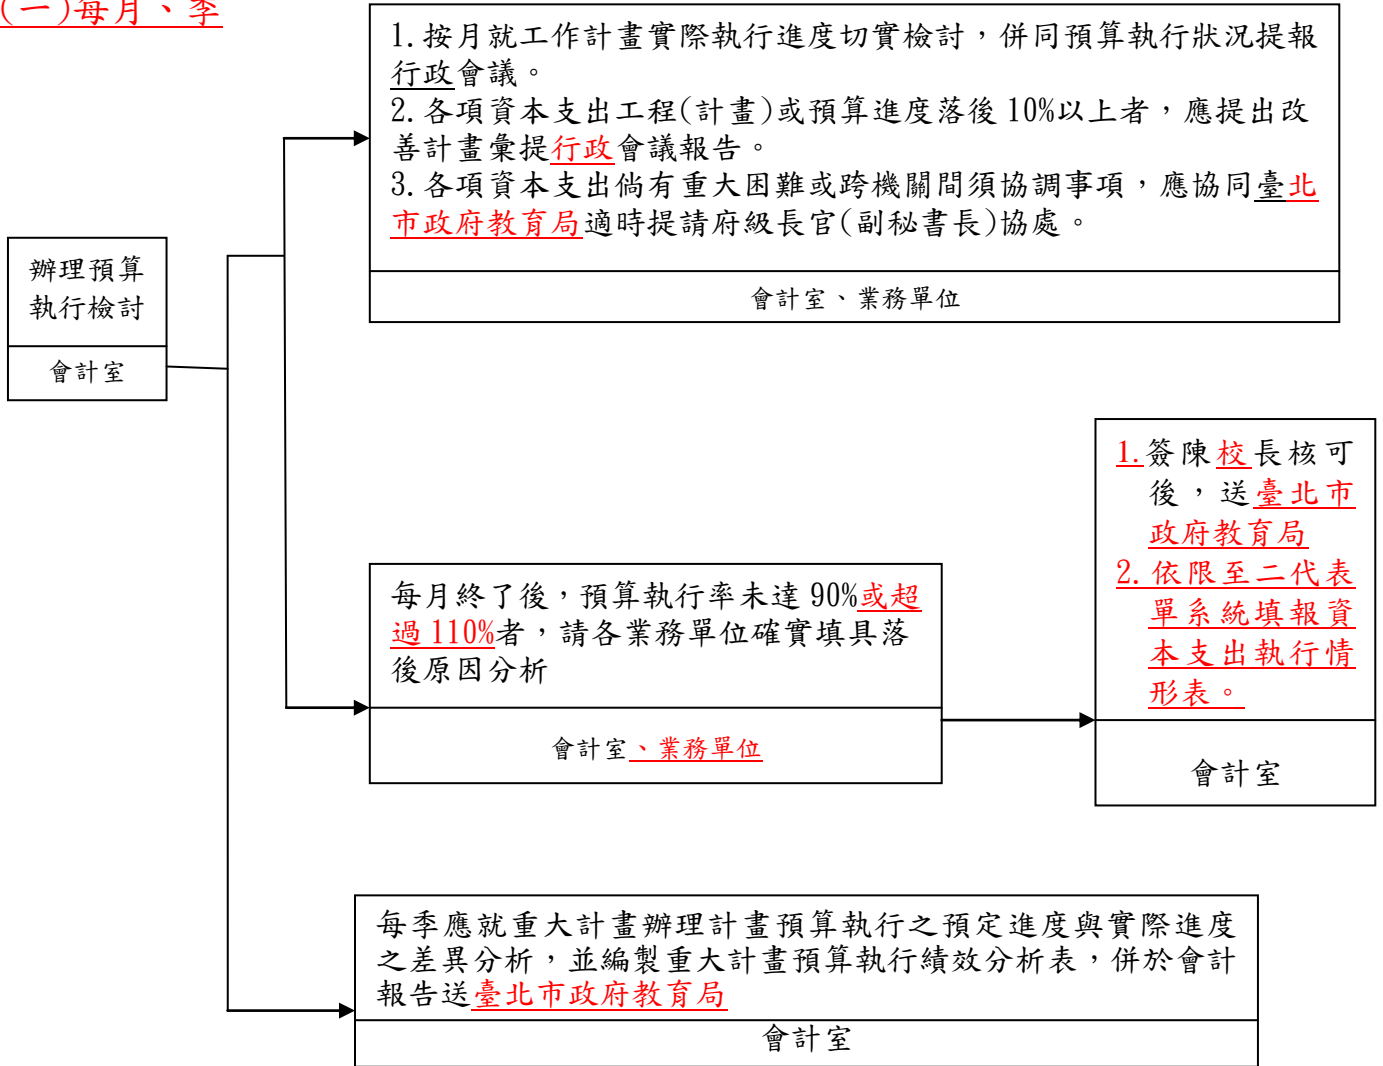 (一)每月、季
1.按月就工作計畫實際執行進度切實檢討，併同預算執行狀況提報
行政會議。
2.各項資本支出工程(計畫)或預算進度落後 10%以上者，應提出改
善計畫彙提行政會議報告。
3.各項資本支出倘有重大困難或跨機關間須協調事項，應協同臺北
市政府教育局適時提請府級長官(副秘書長)協處。
會計室、業務單位
辦理預算
執行檢討
會計室
每月終了後，預算執行率未達 90%或超
過 110%者，請各業務單位確實填具落
後原因分析
會計室、業務單位
1.簽陳校長核可
後，送臺北市
政府教育局
2.依限至二代表
單系統填報資
本支出執行情
形表。
會計室
每季應就重大計畫辦理計畫預算執行之預定進度與實際進度
之差異分析，並編製重大計畫預算執行績效分析表，併於會計
報告送臺北市政府教育局
會計室